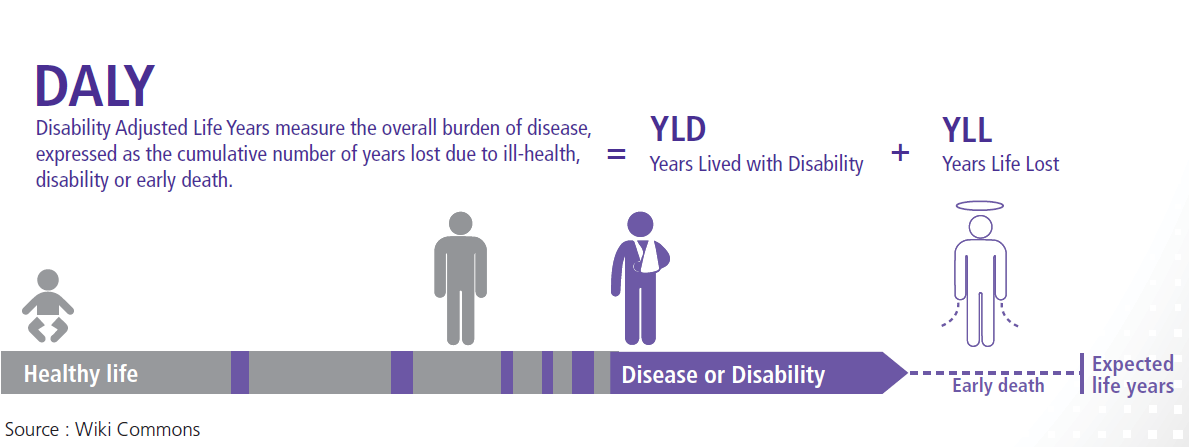 DALY
Disability Adjusted Life Years measure the overall burden of disease,
expressed as the cumulative number of years lost due to ill-health,
disability or early death.
=
YLD
Years Lived with Disability
+
YLL
Years Life Lost
Healthy life
Disease or Disability
Early death
Expected
life years
Source : Wiki Commons